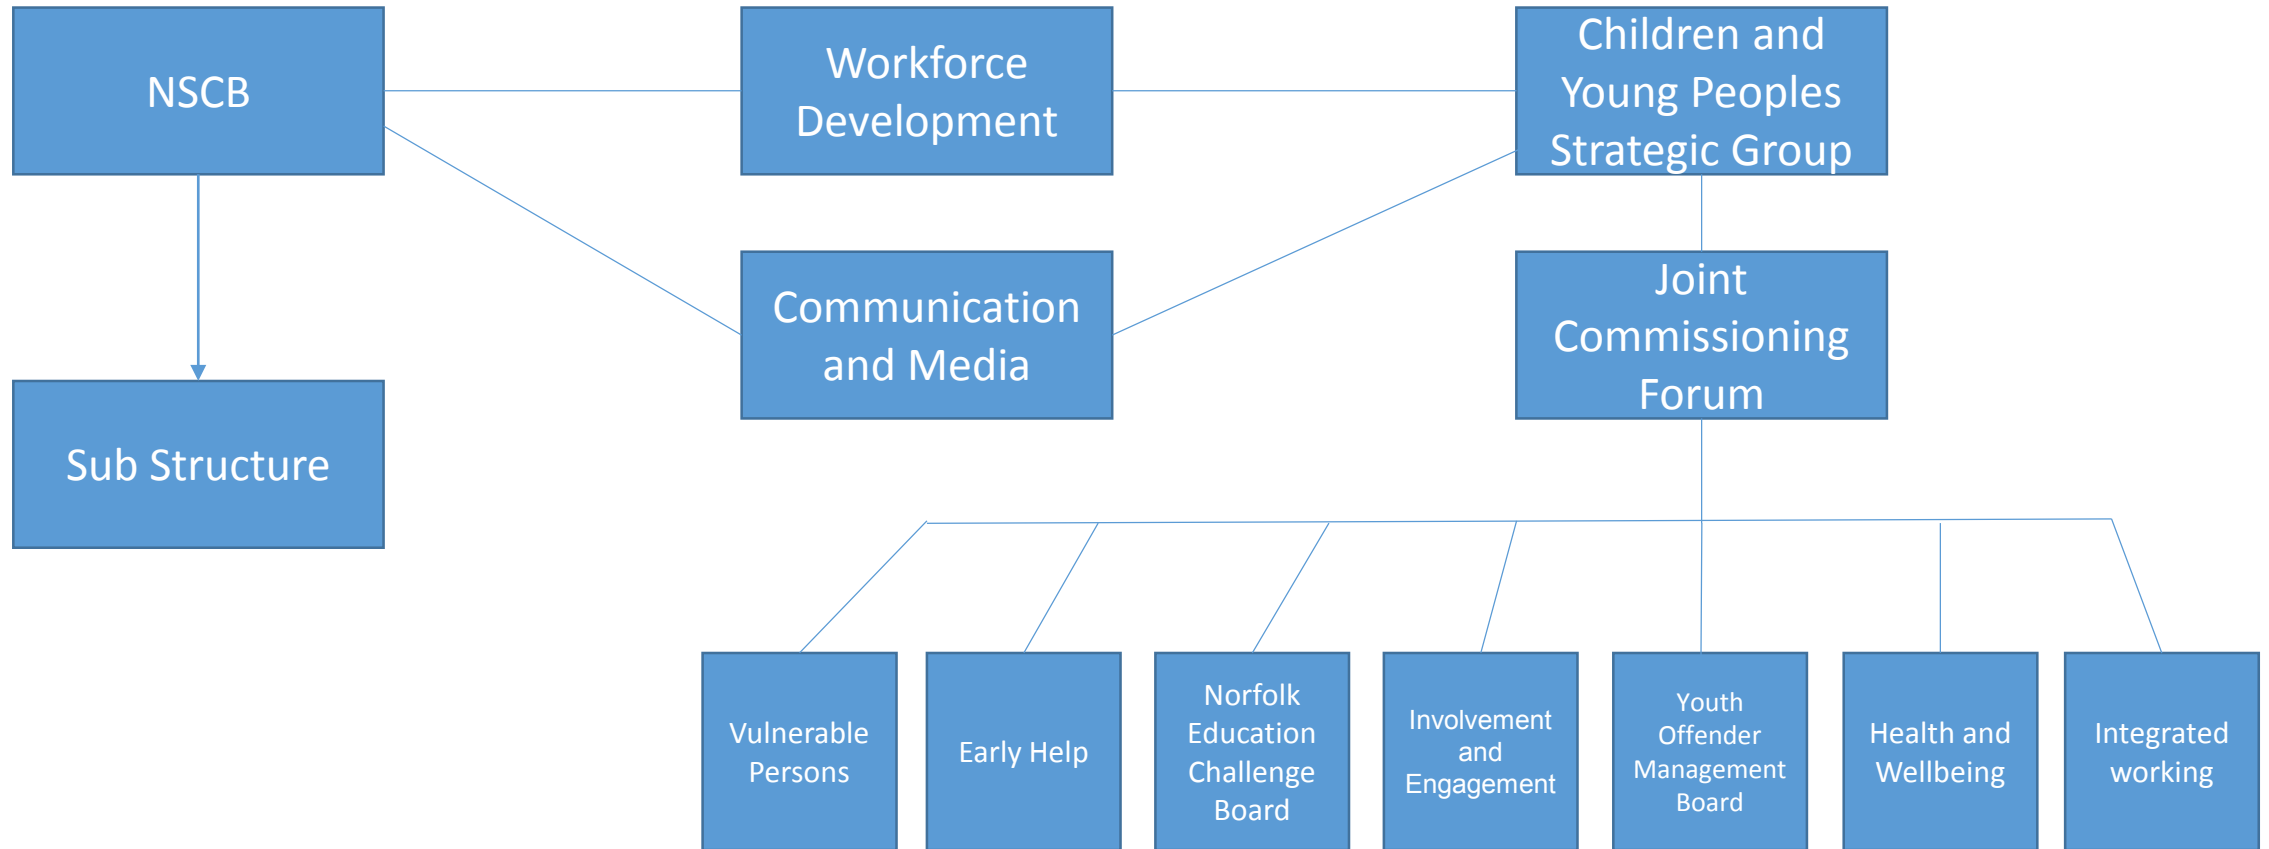 NSCB
Workforce
Development
Children and
Young Peoples
Strategic Group
Communication
and Media
Joint
Commissioning
Forum
Sub Structure
Vulnerable
Persons
Early Help
Norfolk
Education
Challenge
Board
Involvement
and
Engagement
Youth
Offender
Management
Board
Health and
Wellbeing
Integrated
working